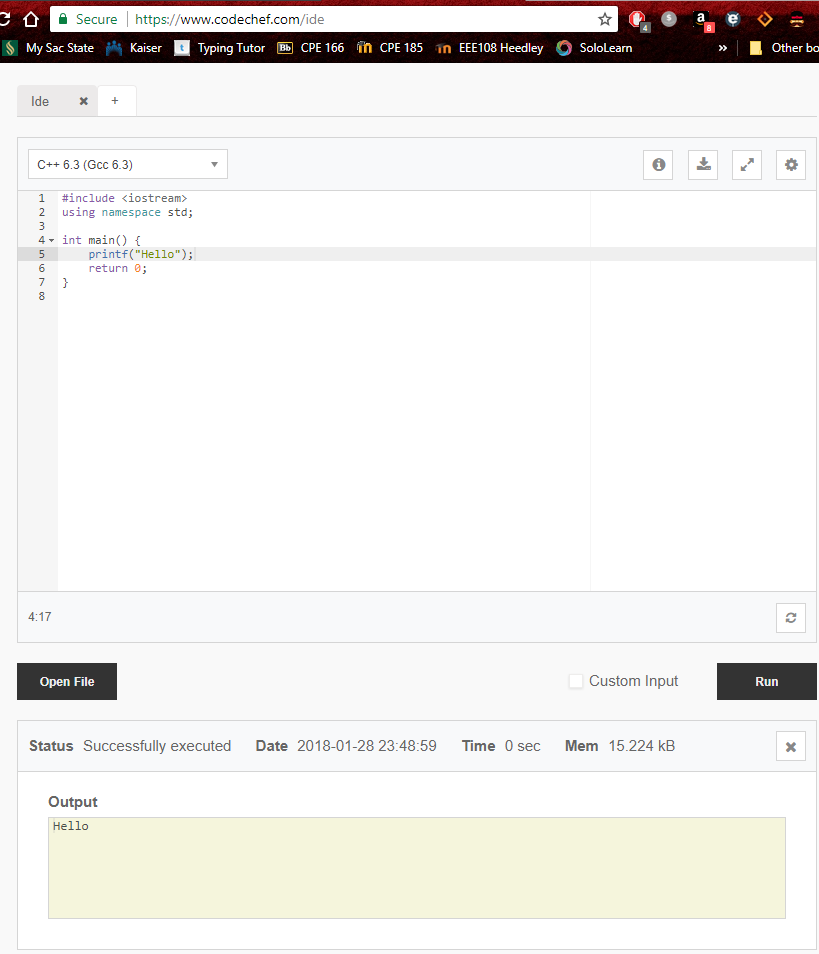 Secure https://www.codechef.com/ide 4 $ a 8 e
S My Sac State Kaiser t Typing Tutor Bb CPE 166 m CPE 185 m EEE108 Heedley SoloLearn » Other bo
Ide × +
C++ 6.3 (Gcc 6.3)
1 #include <iostream>
2 using namespace std;
3
4 int main() {
5     printf("Hello");
6     return 0;
7 }
8
4:17
Open File Custom Input Run
Status Successfully executed Date 2018-01-28 23:48:59 Time 0 sec Mem 15.224 kB ×
Output
Hello